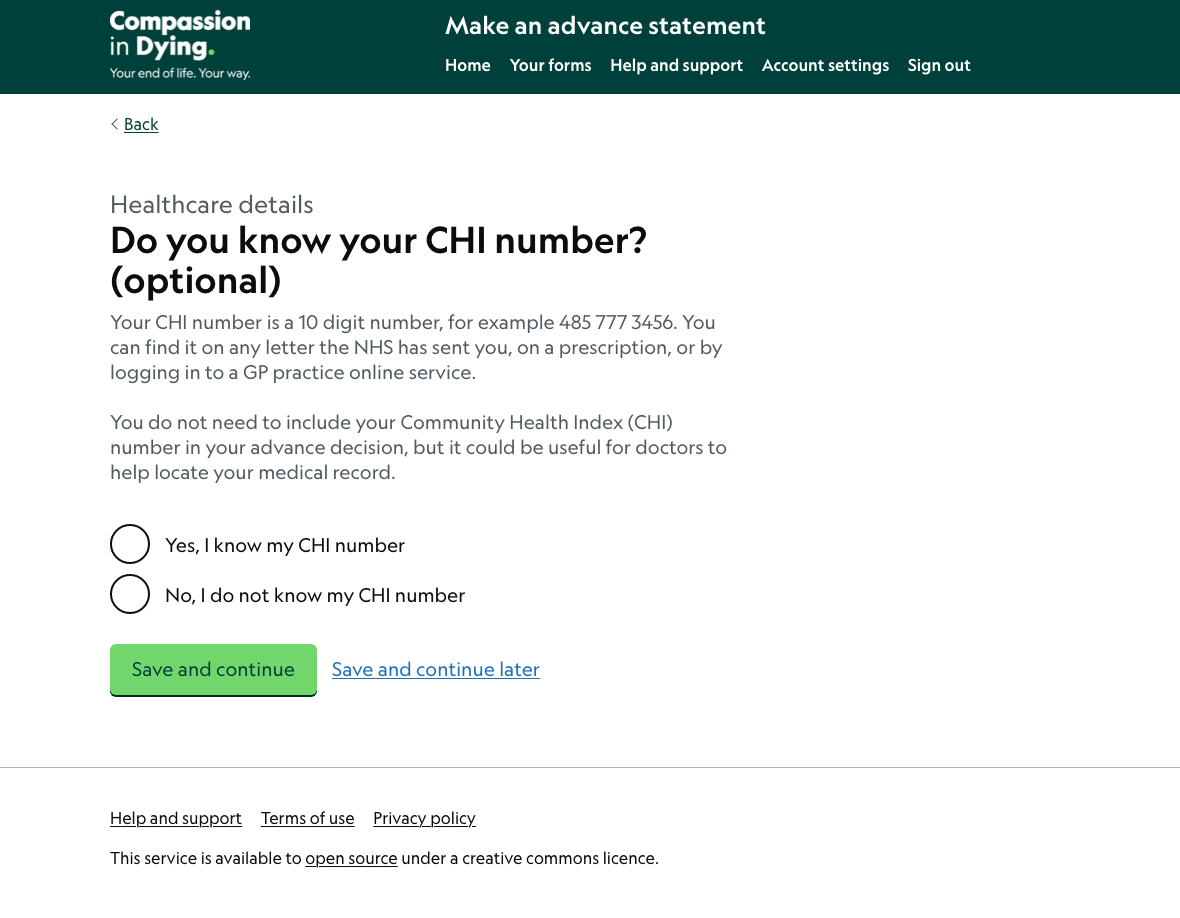 Compassion
in Dying.
Your end of life. Your way.
Make an advance statement
Home Your forms Help and support Account settings Sign out
Back
Healthcare details
Do you know your CHI number?
(optional)
Your CHI number is a 10 digit number, for example 485 777 3456. You
can find it on any letter the NHS has sent you, on a prescription, or by
logging in to a GP practice online service.
You do not need to include your Community Health Index (CHI)
number in your advance decision, but it could be useful for doctors to
help locate your medical record.
Yes, I know my CHI number
No, I do not know my CHI number
Save and continue Save and continue later
Help and support Terms of use Privacy policy
This service is available to open source under a creative commons licence.